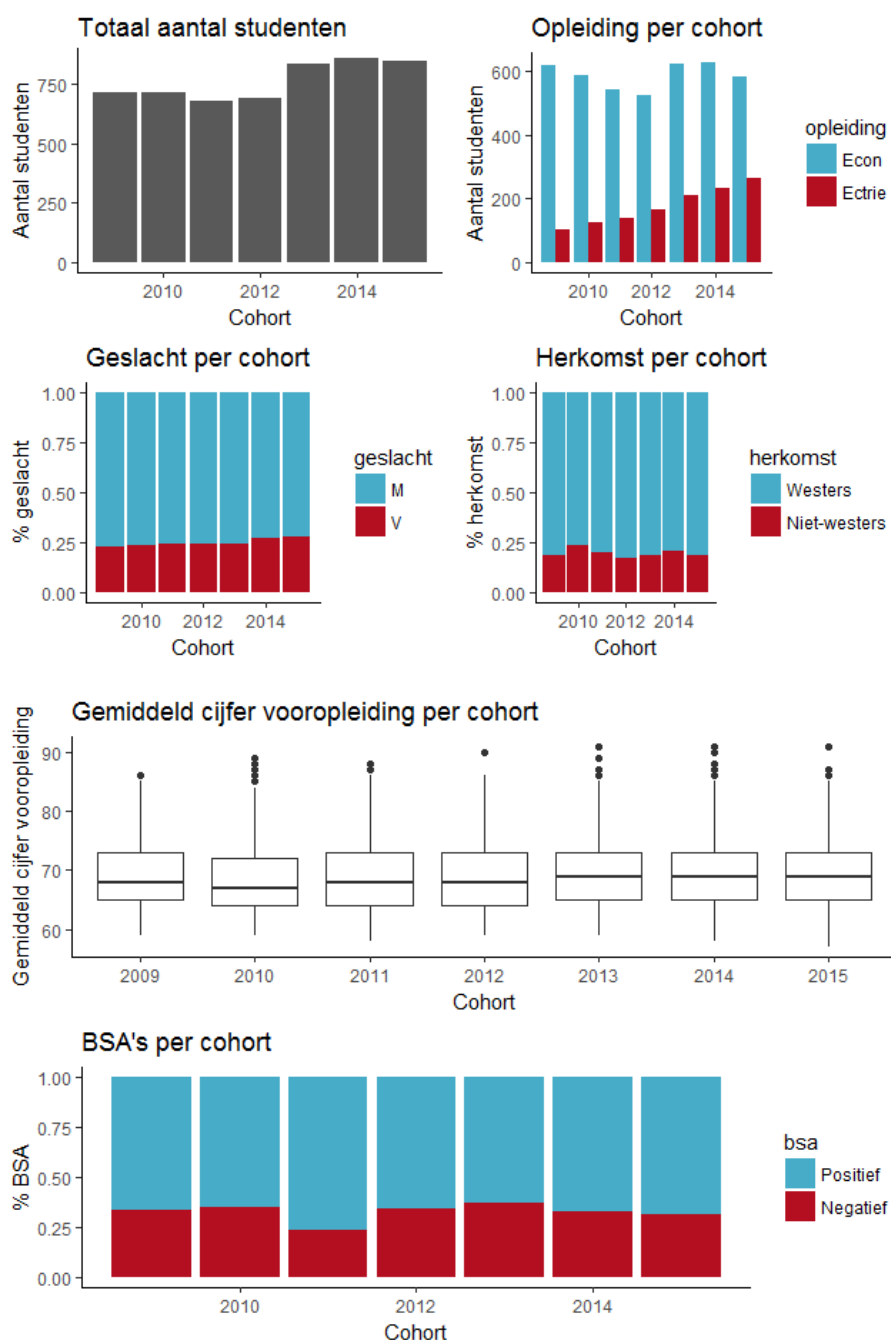 Totaal aantal studenten
Aantal studenten
750
500
250
0
2010 2012 2014
Cohort
Opleiding per cohort
Aantal studenten
600
400
200
0
2010 2012 2014
Cohort
opleiding
Econ
Ectrie
Geslacht per cohort
% geslacht
1.00
0.75
0.50
0.25
0.00
2010 2012 2014
Cohort
geslacht
M
V
Herkomst per cohort
% herkomst
1.00
0.75
0.50
0.25
0.00
2010 2012 2014
Cohort
herkomst
Westers
Niet-westers
Gemiddeld cijfer vooropleiding per cohort
Gemiddeld cijfer vooropleiding
90
80
70
60
2009 2010 2011 2012 2013 2014 2015
Cohort
BSA's per cohort
% BSA
1.00
0.75
0.50
0.25
0.00
2010 2012 2014
Cohort
bsa
Positief
Negatief